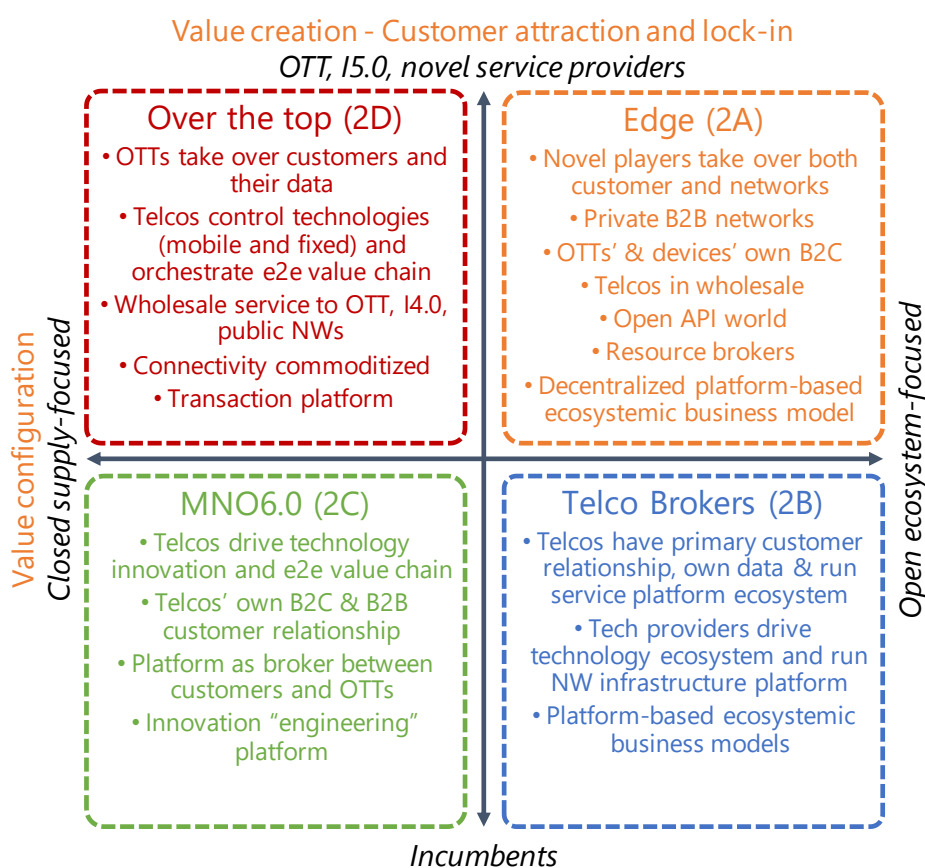 Value creation - Customer attraction and lock-in
OTT, I5.0, novel service providers
Over the top (2D)
• OTTs take over customers and
their data
• Telcos control technologies
(mobile and fixed) and
orchestrate e2e value chain
• Wholesale service to OTT, I4.0,
public NWs
• Connectivity commoditized
• Transaction platform
Edge (2A)
• Novel players take over both
customer and networks
• Private B2B networks
• OTTs' & devices' own B2C
• Telcos in wholesale
• Open API world
• Resource brokers
• Decentralized platform-based
ecosystemic business model
Value configuration
Closed supply-focused
Open ecosystem-focused
MNO6.0 (2C)
• Telcos drive technology
innovation and e2e value chain
• Telcos' own B2C & B2B
customer relationship
• Platform as broker between
customers and OTTs
• Innovation “engineering”
platform
Telco Brokers (2B)
• Telcos have primary customer
relationship, own data & run
service platform ecosystem
• Tech providers drive
technology ecosystem and run
NW infrastructure platform
• Platform-based ecosystemic
business models
Incumbents